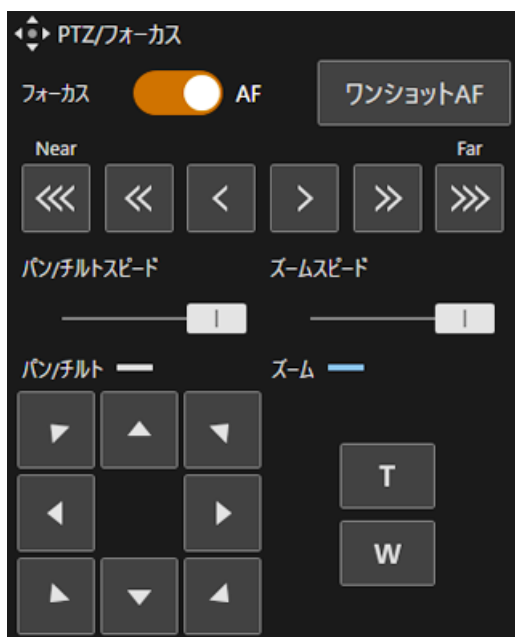 PTZ/フォーカス
フォーカス AF ワンショットAF
Near Far
パン/チルトスピード ズームスピード
パン/チルト ズーム
T
W